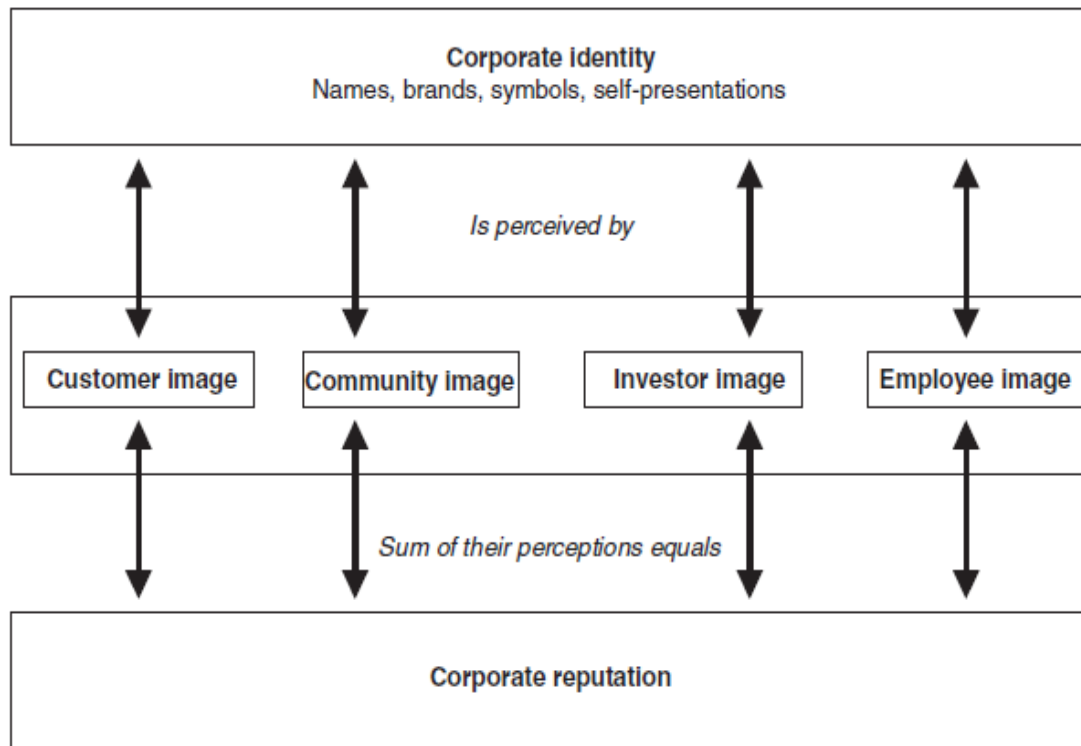 Corporate identity
Names, brands, symbols, self-presentations
Is perceived by
Customer image
Community image
Investor image
Employee image
Sum of their perceptions equals
Corporate reputation